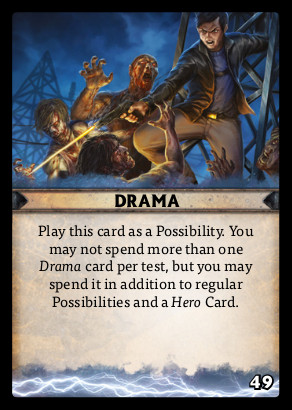 DRAMA
Play this card as a Possibility. You
may not spend more than one
Drama card per test, but you may
spend it in addition to regular
Possibilities and a Hero Card.
49